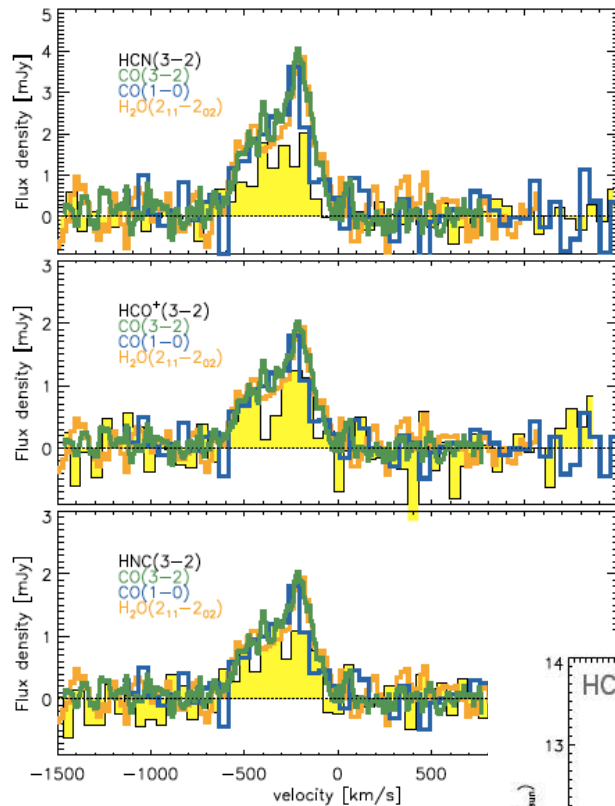 5
4
3
2
1
0
Flux density [mJy]
HCN(3−2)
CO(3−2)
CO(1−0)
H₂O(2₁₁−2₀₂)
3
2
1
0
Flux density [mJy]
HCO⁺(3−2)
CO(3−2)
CO(1−0)
H₂O(2₁₁−2₀₂)
3
2
1
0
Flux density [mJy]
HNC(3−2)
CO(3−2)
CO(1−0)
H₂O(2₁₁−2₀₂)
−1500 −1000 −500 0 500
velocity [km/s]
14
HC
13